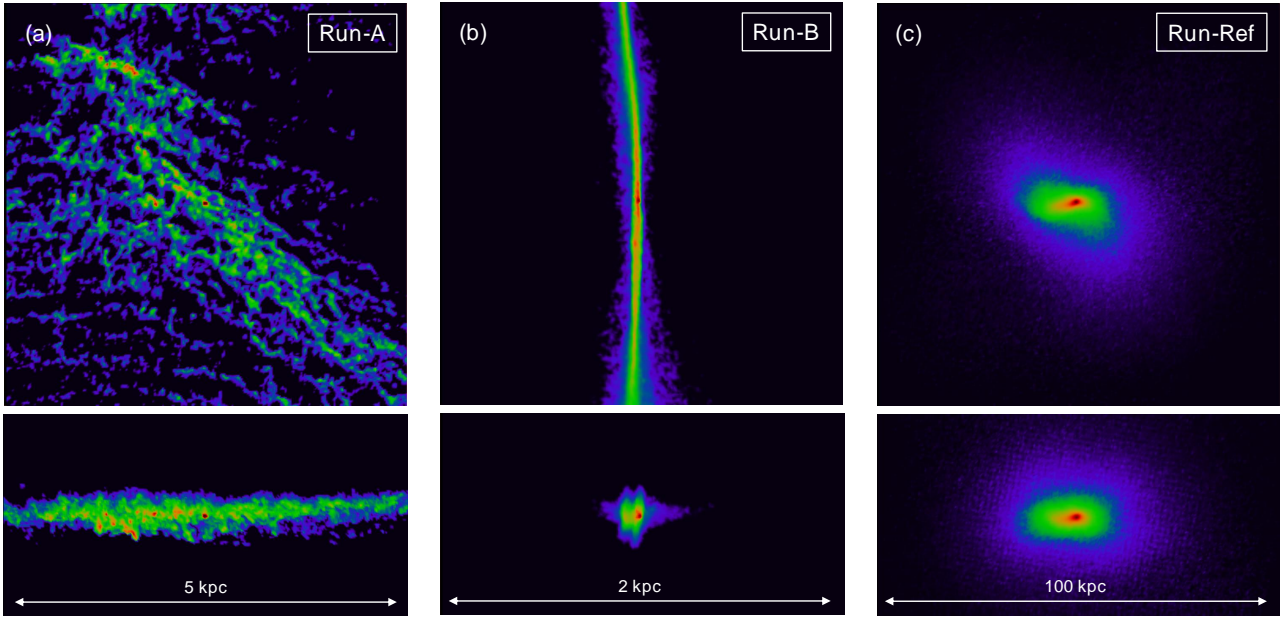 (a)
Run-A
(b)
Run-B
(c)
Run-Ref
5 kpc
2 kpc
100 kpc